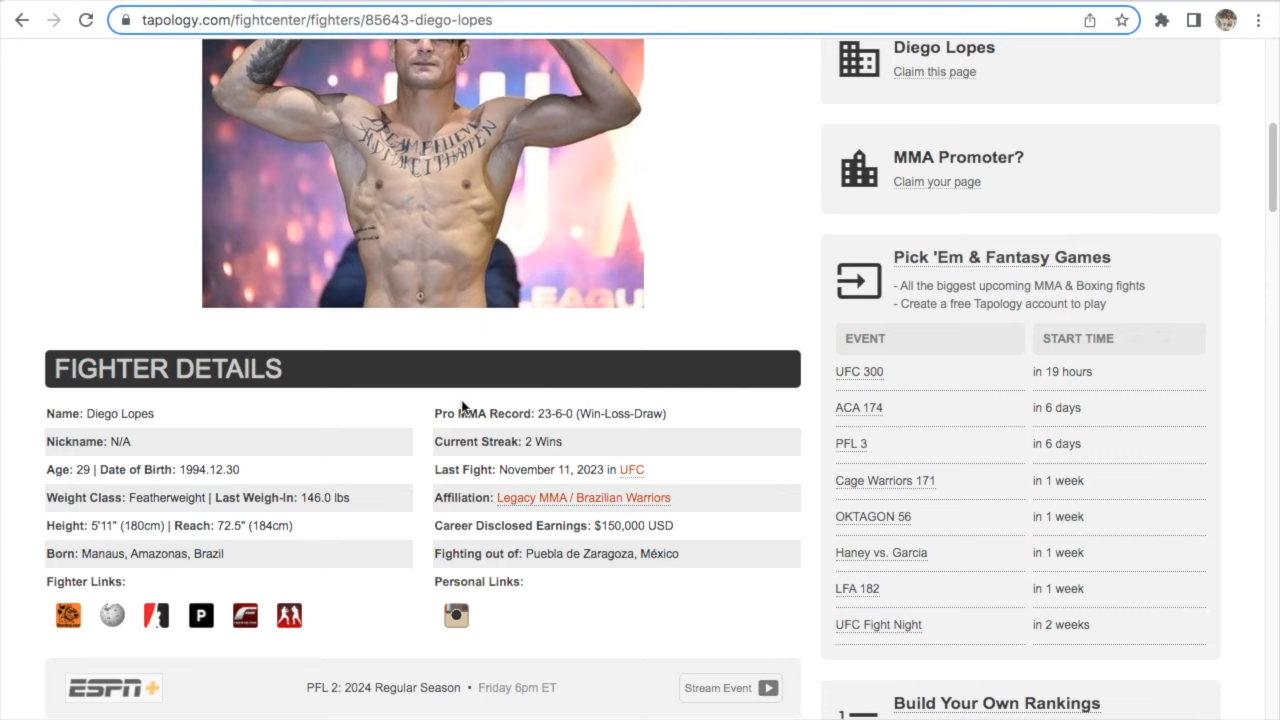 tapology.com/fightcenter/fighters/85643-diego-lopes
Diego Lopes
Claim this page
MMA Promoter?
Claim your page
Pick 'Em & Fantasy Games
- All the biggest upcoming MMA & Boxing fights
- Create a free Tapology account to play
EVENT START TIME
UFC 300 in 19 hours
ACA 174 in 6 days
PFL 3 in 6 days
Cage Warriors 171 in 1 week
OKTAGON 56 in 1 week
Haney vs. Garcia in 1 week
LFA 182 in 1 week
UFC Fight Night in 2 weeks
Build Your Own Rankings
1
DREAM BELIEVE
AND MAKE IT HAPPEN
EAGU
FIGHTER DETAILS
Name: Diego Lopes
Nickname: N/A
Age: 29 | Date of Birth: 1994.12.30
Weight Class: Featherweight | Last Weigh-In: 146.0 lbs
Height: 5'11" (180cm) | Reach: 72.5" (184cm)
Born: Manaus, Amazonas, Brazil
Fighter Links:
P
Pro MMA Record: 23-6-0 (Win-Loss-Draw)
Current Streak: 2 Wins
Last Fight: November 11, 2023 in UFC
Affiliation: Legacy MMA / Brazilian Warriors
Career Disclosed Earnings: $150,000 USD
Fighting out of: Puebla de Zaragoza, México
Personal Links:
ESPN+ PFL 2: 2024 Regular Season • Friday 6pm ET Stream Event